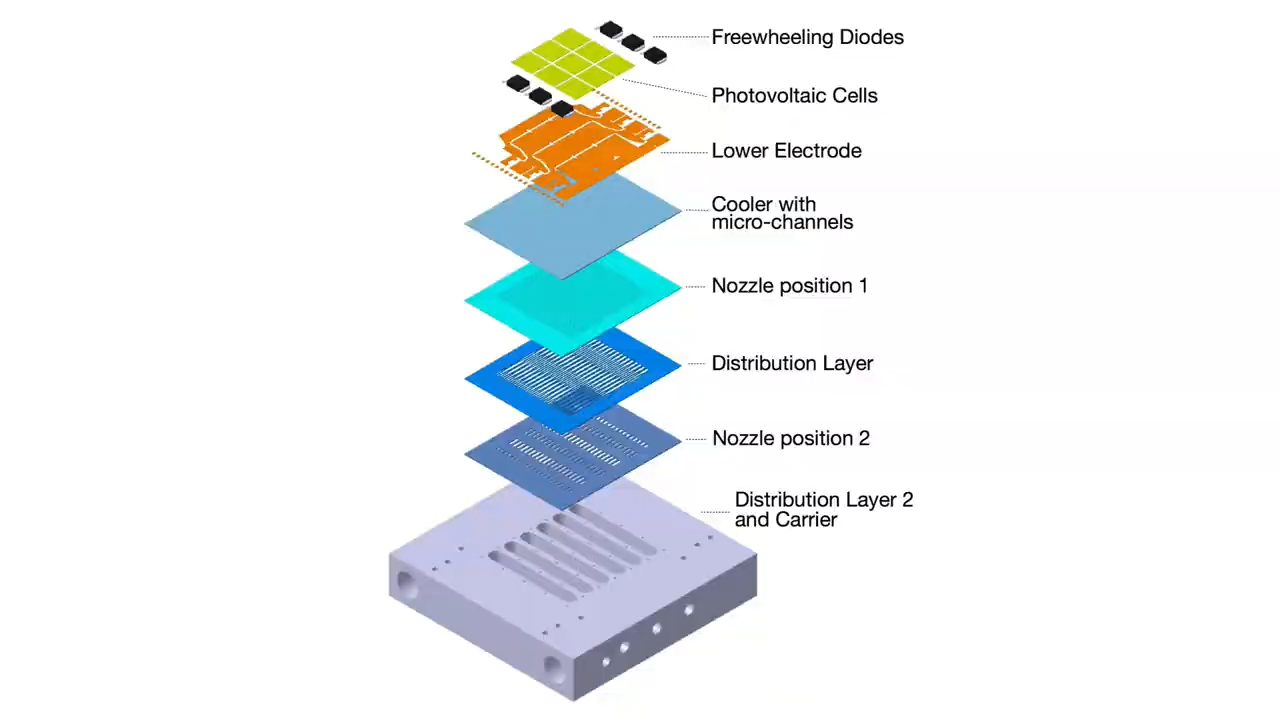 Freewheeling Diodes
Photovoltaic Cells
Lower Electrode
Cooler with
micro-channels
Nozzle position 1
Distribution Layer
Nozzle position 2
Distribution Layer 2
and Carrier